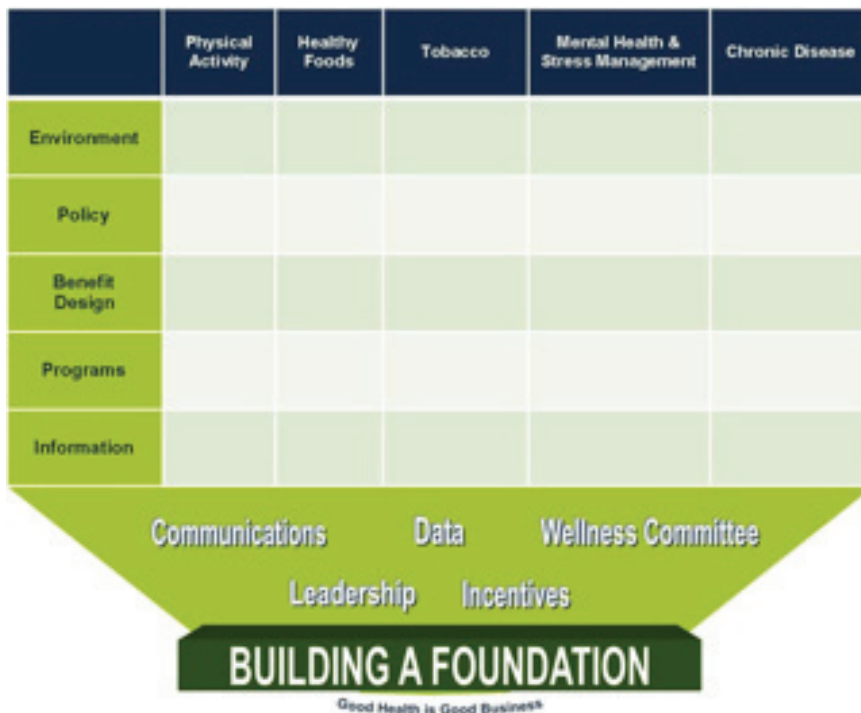 Physical Activity
Healthy Foods
Tobacco
Mental Health & Stress Management
Chronic Disease
Environment
Policy
Benefit Design
Programs
Information
Communications Data Wellness Committee
Leadership Incentives
BUILDING A FOUNDATION
Good Health is Good Business